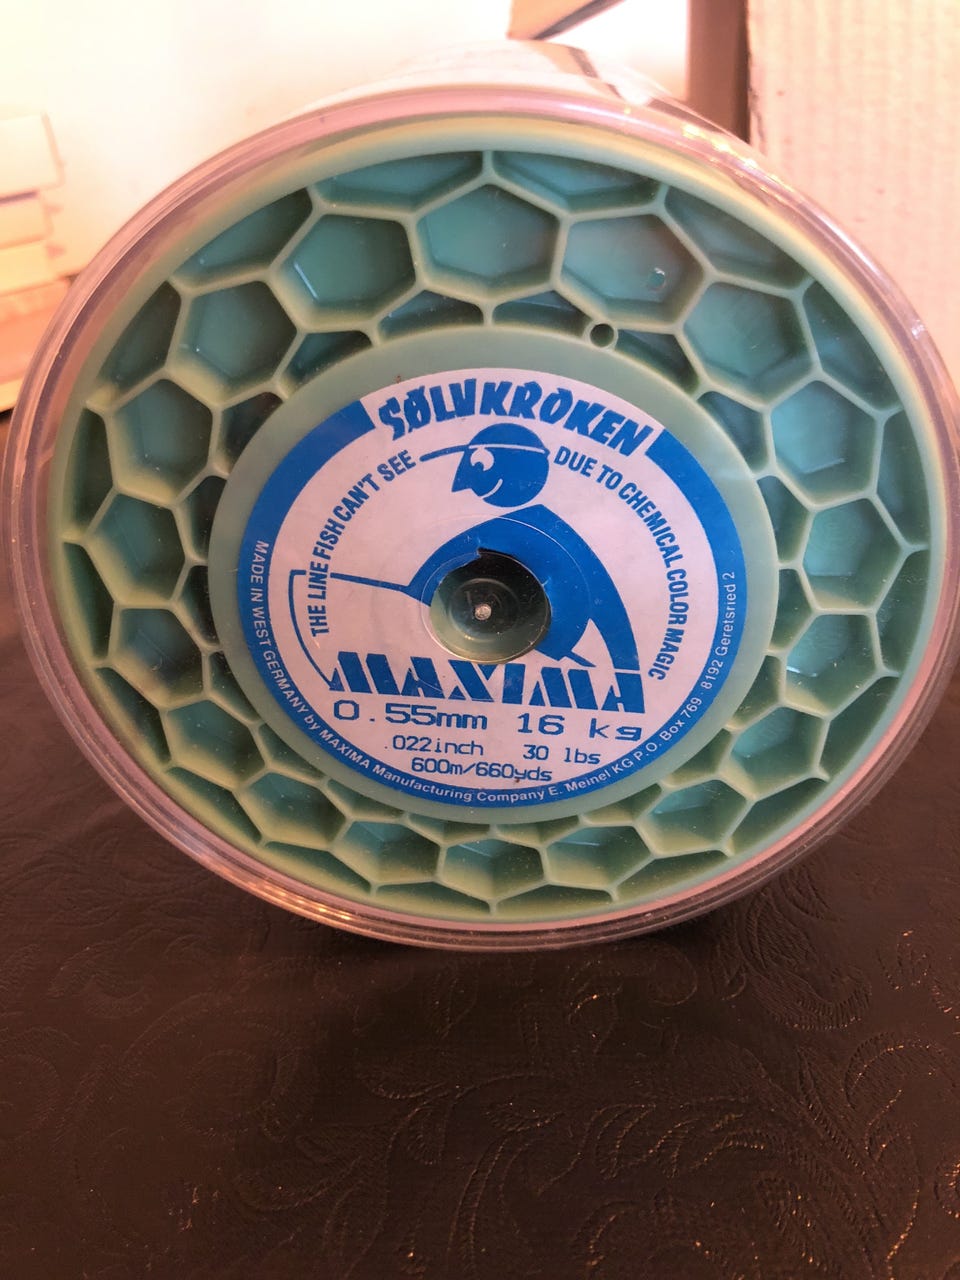 SØLVKROKEN
THE LINE FISH CAN'T SEE DUE TO CHEMICAL COLOR MAGIC
MAXIMA
0.55mm 16 kg
.022inch 30 lbs
600m/660yds
MADE IN WEST GERMANY by MAXIMA Manufacturing Company E. Meinel KG P.O. Box 769 · 8192 Geretsried 2